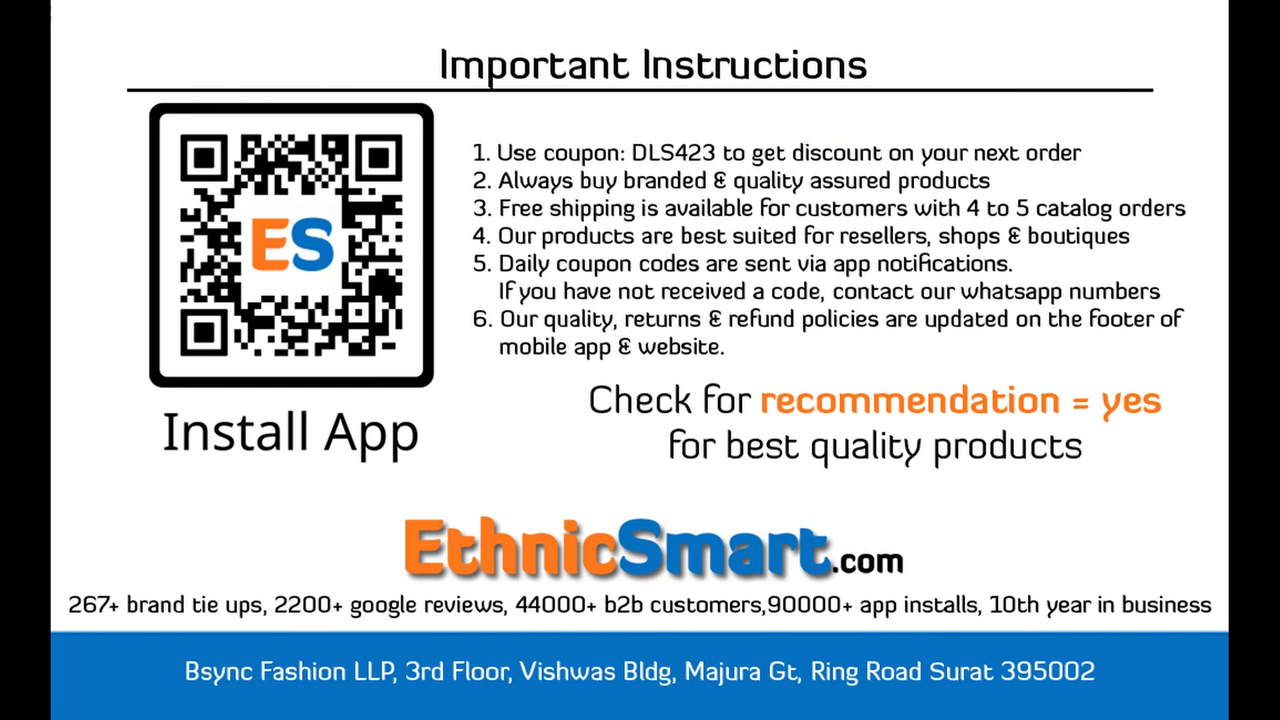 Important Instructions
ES
Install App
1. Use coupon: DLS423 to get discount on your next order
2. Always buy branded & quality assured products
3. Free shipping is available for customers with 4 to 5 catalog orders
4. Our products are best suited for resellers, shops & boutiques
5. Daily coupon codes are sent via app notifications.
If you have not received a code, contact our whatsapp numbers
6. Our quality, returns & refund policies are updated on the footer of
mobile app & website.
Check for recommendation = yes
for best quality products
EthnicSmart.com
267+ brand tie ups, 2200+ google reviews, 44000+ b2b customers,90000+ app installs, 10th year in business
Bsync Fashion LLP, 3rd Floor, Vishwas Bldg, Majura Gt, Ring Road Surat 395002